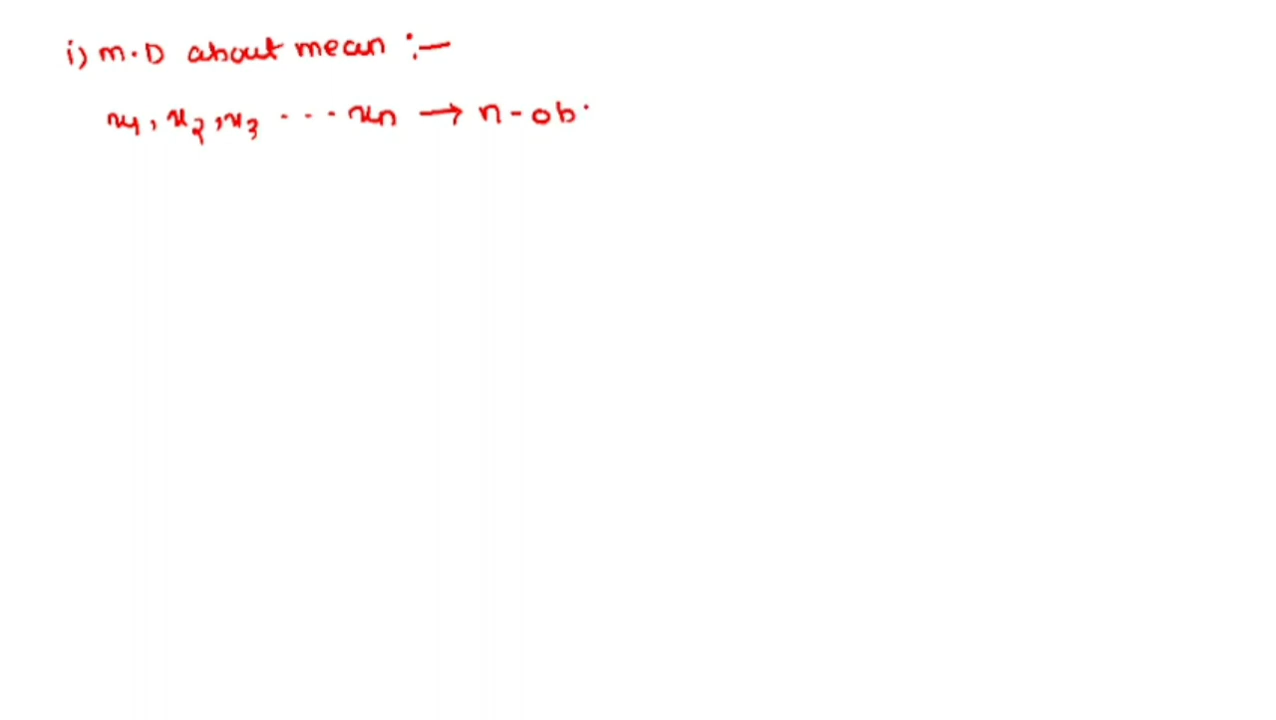 i) M.D about mean :-
x₁, x₂, x₃ ... xn → n-ob.